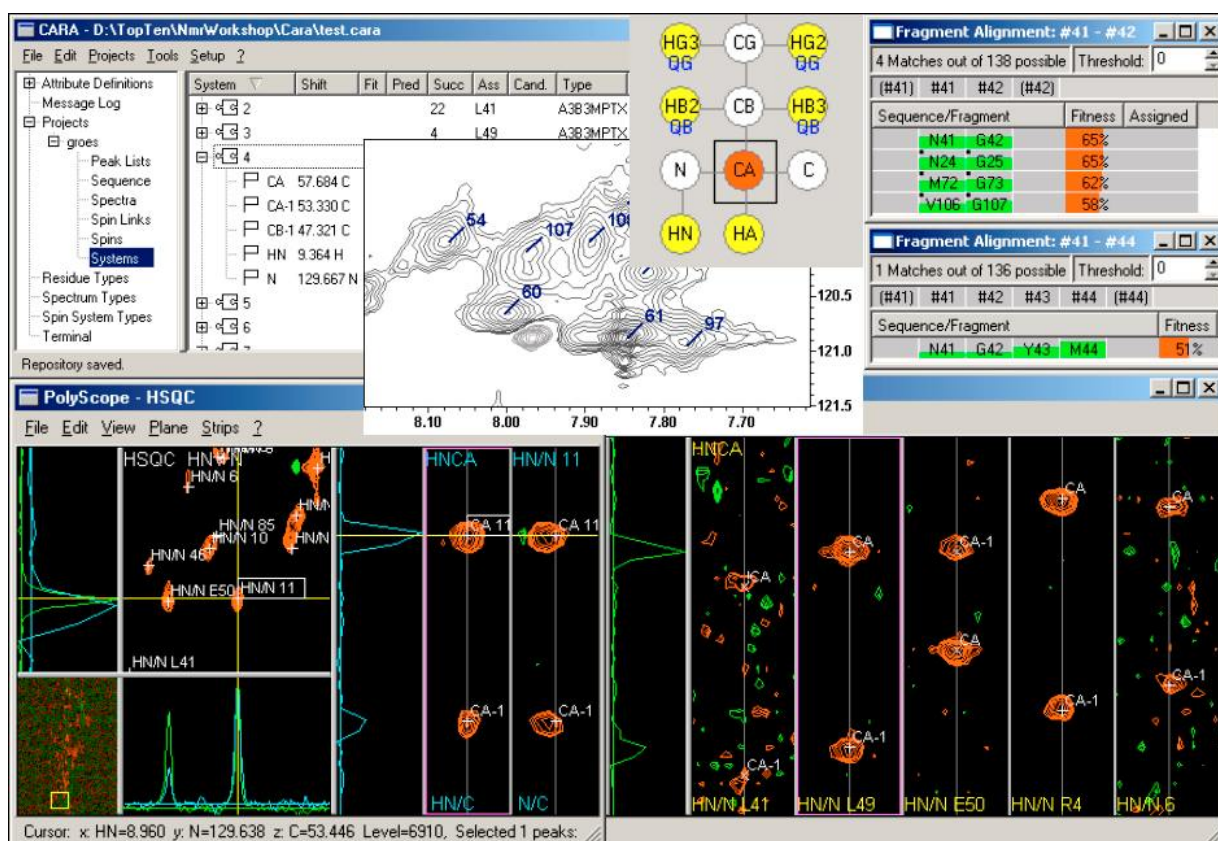 CARA - D:\TopTen\NmrWorkshop\Cara\test.cara
File Edit Projects Tools Setup ?
Attribute Definitions
Message Log
Projects
groes
Peak Lists
Sequence
Spectra
Spin Links
Spins
Systems
Residue Types
Spectrum Types
Spin System Types
Terminal
Repository saved.
System Shift Fit Pred Succ Ass Cand. Type
2 22 L41 A3B3MPTX
3 4 L49 A3B3MPTX
4
CA 57.684 C
CA-1 53.330 C
CB-1 47.321 C
HN 9.364 H
N 129.667 N
5
6
54
107
60
61
97
120.5
121.0
121.5
8.10 8.00 7.90 7.80 7.70
HG3 CG HG2
QG QG
HB2 CB HB3
QB QB
N CA C
HN HA
Fragment Alignment: #41 - #42
4 Matches out of 138 possible Threshold: 0
(#41) #41 #42 (#42)
Sequence/Fragment Fitness Assigned
N41 G42 65%
N24 G25 65%
M72 G73 62%
V106 G107 58%
Fragment Alignment: #41 - #44
1 Matches out of 136 possible Threshold: 0
(#41) #41 #42 #43 #44 (#44)
Sequence/Fragment Fitness
N41 G42 Y43 M44 51%
PolyScope - HSQC
File Edit View Plane Strips ?
HSQC
HN/N 6
HN/N 85
HN/N 10
HN/N 46
HN/N E50
HN/N 11
HN/N L41
HNCA HN/N 11
CA 11 CA 11
CA-1 CA-1
HN/C N/C
HNCA
CA CA CA-1 CA CA
CA-1 CA-1 CA CA-1 CA-1
HN/N L41 HN/N L49 HN/N E50 HN/N R4 HN/N 6
Cursor: x: HN=8.960 y: N=129.638 z: C=53.446 Level=6910, Selected 1 peaks: